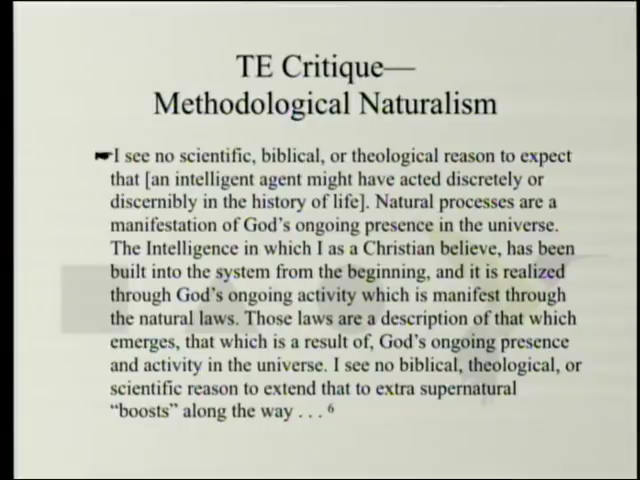 TE Critique—
Methodological Naturalism
☛I see no scientific, biblical, or theological reason to expect
that [an intelligent agent might have acted discretely or
discernibly in the history of life]. Natural processes are a
manifestation of God’s ongoing presence in the universe.
The Intelligence in which I as a Christian believe, has been
built into the system from the beginning, and it is realized
through God’s ongoing activity which is manifest through
the natural laws. Those laws are a description of that which
emerges, that which is a result of, God’s ongoing presence
and activity in the universe. I see no biblical, theological, or
scientific reason to extend that to extra supernatural
“boosts” along the way . . . ⁶